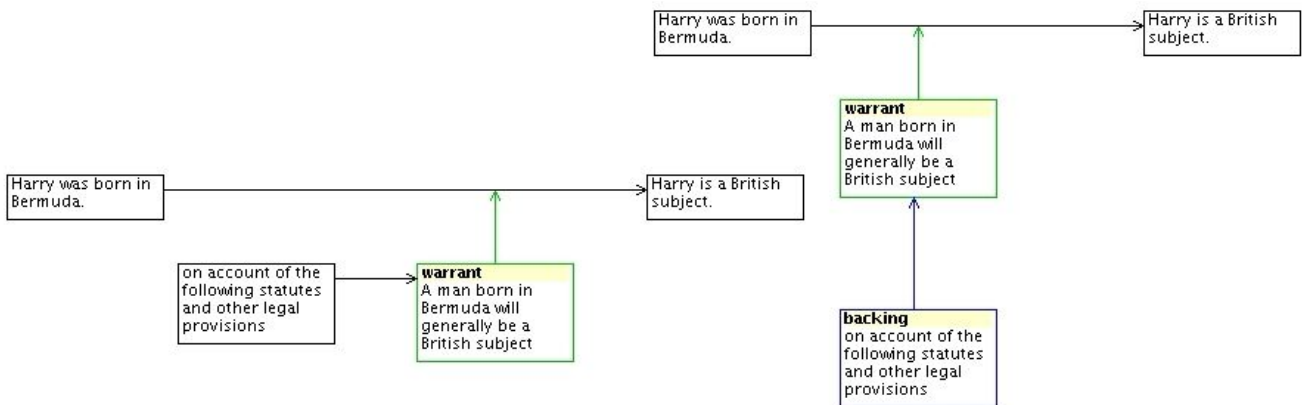 Harry was born in
Bermuda.
Harry is a British
subject.
warrant
A man born in
Bermuda will
generally be a
British subject
on account of the
following statutes
and other legal
provisions
Harry was born in
Bermuda.
Harry is a British
subject.
warrant
A man born in
Bermuda will
generally be a
British subject
backing
on account of the
following statutes
and other legal
provisions